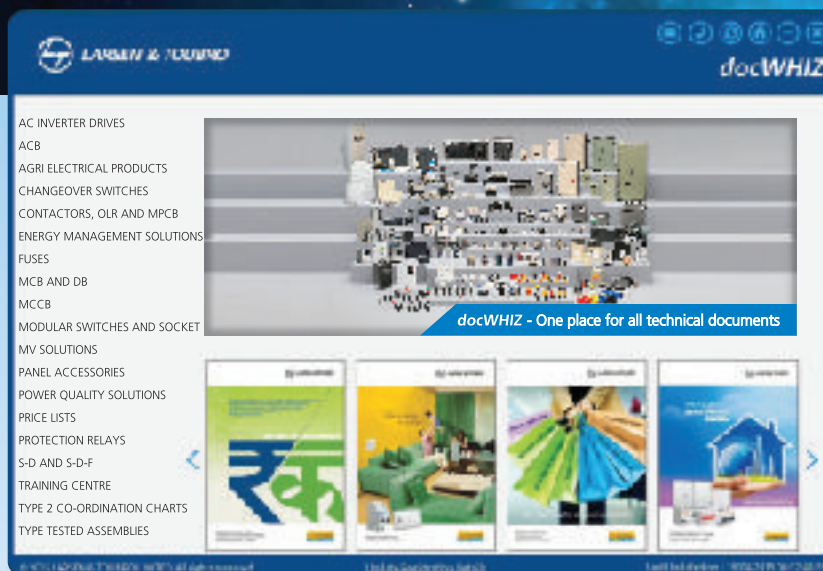 LARSEN & TOUBRO
docWHIZ
AC INVERTER DRIVES
ACB
AGRI ELECTRICAL PRODUCTS
CHANGEOVER SWITCHES
CONTACTORS, OLR AND MPCB
ENERGY MANAGEMENT SOLUTIONS
FUSES
MCB AND DB
MCCB
MODULAR SWITCHES AND SOCKET
MV SOLUTIONS
PANEL ACCESSORIES
POWER QUALITY SOLUTIONS
PRICE LISTS
PROTECTION RELAYS
S-D AND S-D-F
TRAINING CENTRE
TYPE 2 CO-ORDINATION CHARTS
TYPE TESTED ASSEMBLIES
docWHIZ - One place for all technical documents
₹क